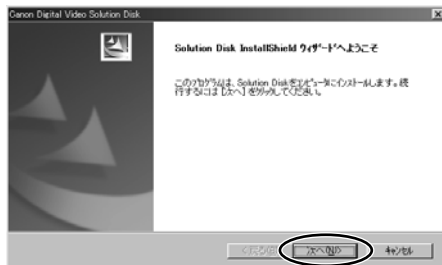 Canon Digital Video Solution Disk
Solution Disk InstallShield ウィザードへようこそ
このプログラムは、Solution Diskをコンピュータにインストールします。続
行するには [次へ] をクリックしてください。
< 戻る(B) 次へ(N)> キャンセル